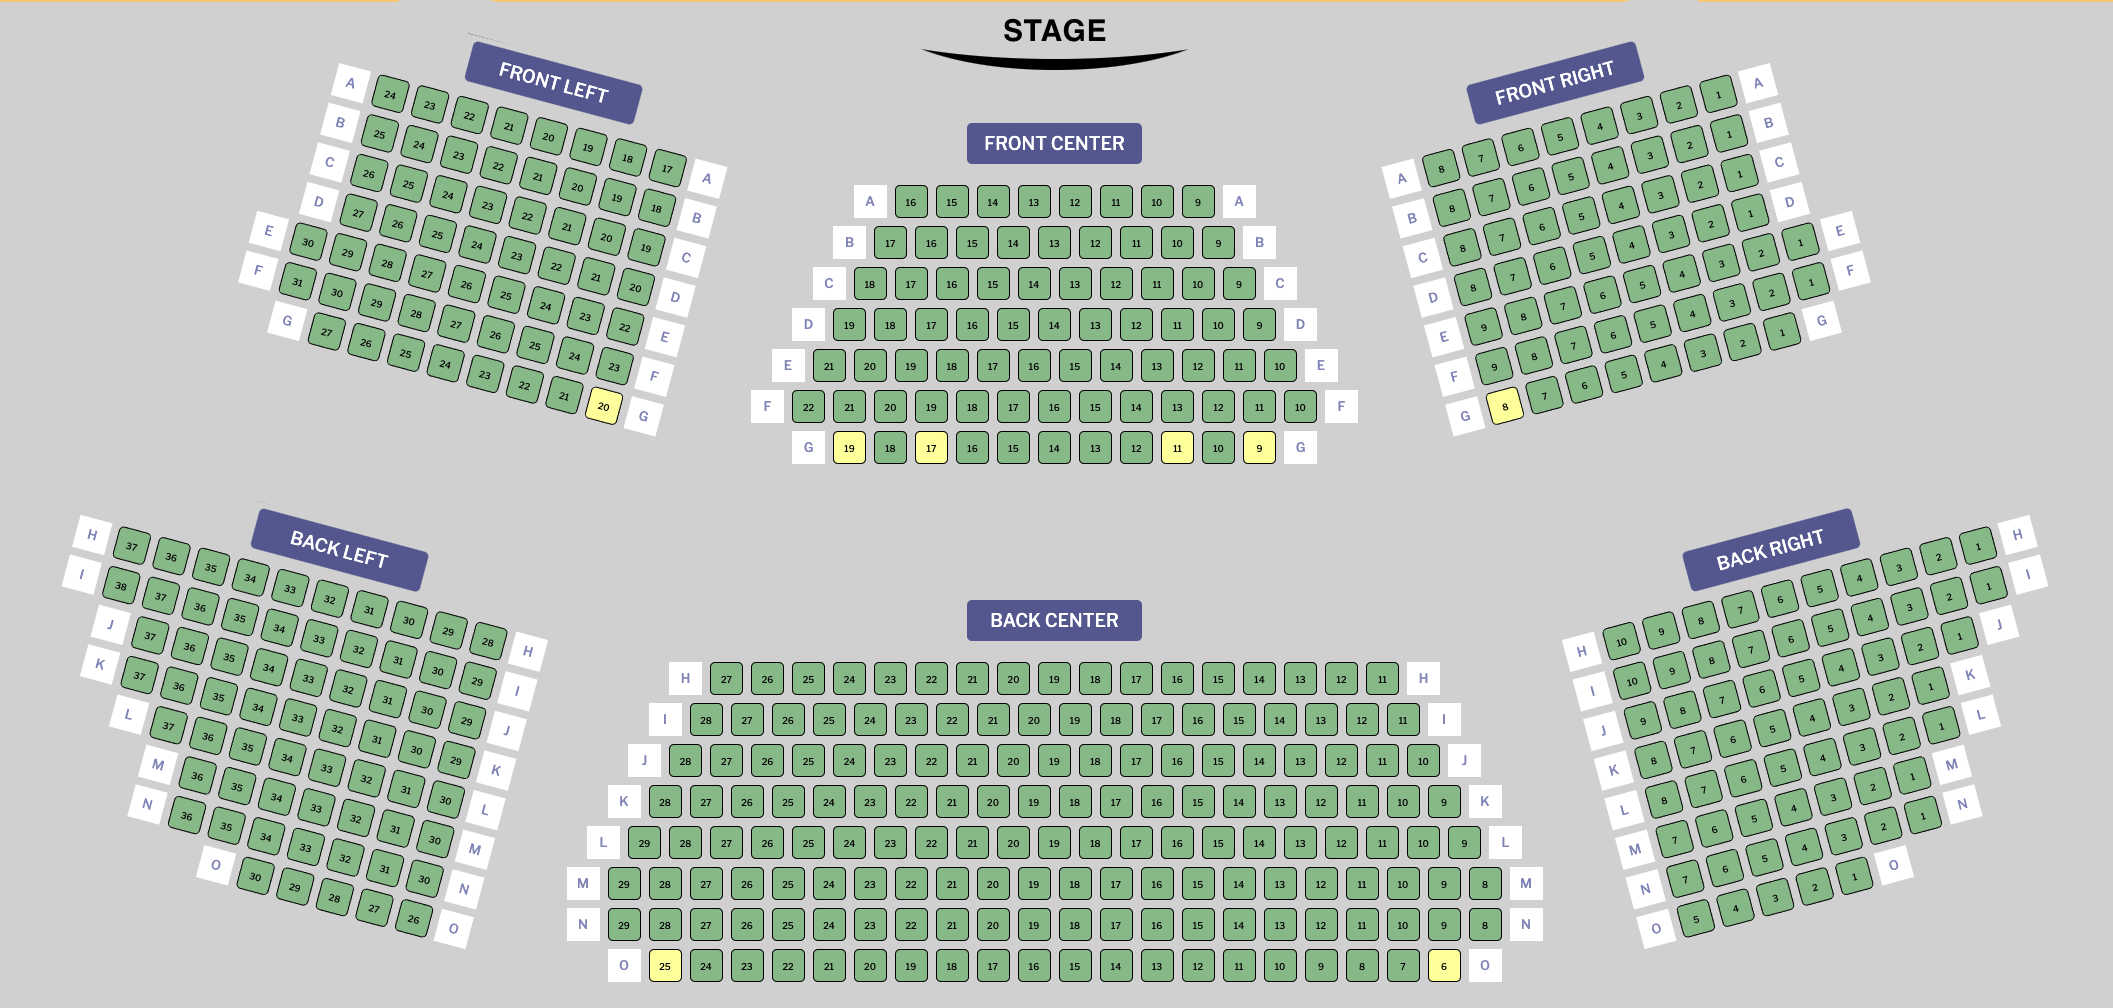 STAGE
FRONT LEFT
A 24 23 22 21 20 19 18 17 A
B 25 24 23 22 21 20 19 18 B
C 26 25 24 23 22 21 20 19 C
D 27 26 25 24 23 22 21 20 D
E 30 29 28 27 26 25 24 23 22 E
F 31 30 29 28 27 26 25 24 23 F
G 27 26 25 24 23 22 21 20 G
FRONT CENTER
A 16 15 14 13 12 11 10 9 A
B 17 16 15 14 13 12 11 10 9 B
C 18 17 16 15 14 13 12 11 10 9 C
D 19 18 17 16 15 14 13 12 11 10 9 D
E 21 20 19 18 17 16 15 14 13 12 11 10 E
F 22 21 20 19 18 17 16 15 14 13 12 11 10 F
G 19 18 17 16 15 14 13 12 11 10 9 G
FRONT RIGHT
A 8 7 6 5 4 3 2 1 A
B 8 7 6 5 4 3 2 1 B
C 8 7 6 5 4 3 2 1 C
D 8 7 6 5 4 3 2 1 D
E 9 8 7 6 5 4 3 2 1 E
F 9 8 7 6 5 4 3 2 1 F
G 8 7 6 5 4 3 2 1 G
BACK LEFT
H 37 36 35 34 33 32 31 30 29 28 H
I 38 37 36 35 34 33 32 31 30 29 I
J 37 36 35 34 33 32 31 30 29 J
K 37 36 35 34 33 32 31 30 29 K
L 37 36 35 34 33 32 31 30 L
M 36 35 34 33 32 31 30 M
N 36 35 34 33 32 31 30 N
O 30 29 28 27 26 O
BACK CENTER
H 27 26 25 24 23 22 21 20 19 18 17 16 15 14 13 12 11 H
I 28 27 26 25 24 23 22 21 20 19 18 17 16 15 14 13 12 11 I
J 28 27 26 25 24 23 22 21 20 19 18 17 16 15 14 13 12 11 10 J
K 28 27 26 25 24 23 22 21 20 19 18 17 16 15 14 13 12 11 10 9 K
L 29 28 27 26 25 24 23 22 21 20 19 18 17 16 15 14 13 12 11 10 9 L
M 29 28 27 26 25 24 23 22 21 20 19 18 17 16 15 14 13 12 11 10 9 8 M
N 29 28 27 26 25 24 23 22 21 20 19 18 17 16 15 14 13 12 11 10 9 8 N
O 25 24 23 22 21 20 19 18 17 16 15 14 13 12 11 10 9 8 7 6 O
BACK RIGHT
H 10 9 8 7 6 5 4 3 2 1 H
I 10 9 8 7 6 5 4 3 2 1 I
J 9 8 7 6 5 4 3 2 1 J
K 8 7 6 5 4 3 2 1 K
L 8 7 6 5 4 3 2 1 L
M 7 6 5 4 3 2 1 M
N 7 6 5 4 3 2 1 N
O 5 4 3 2 1 O